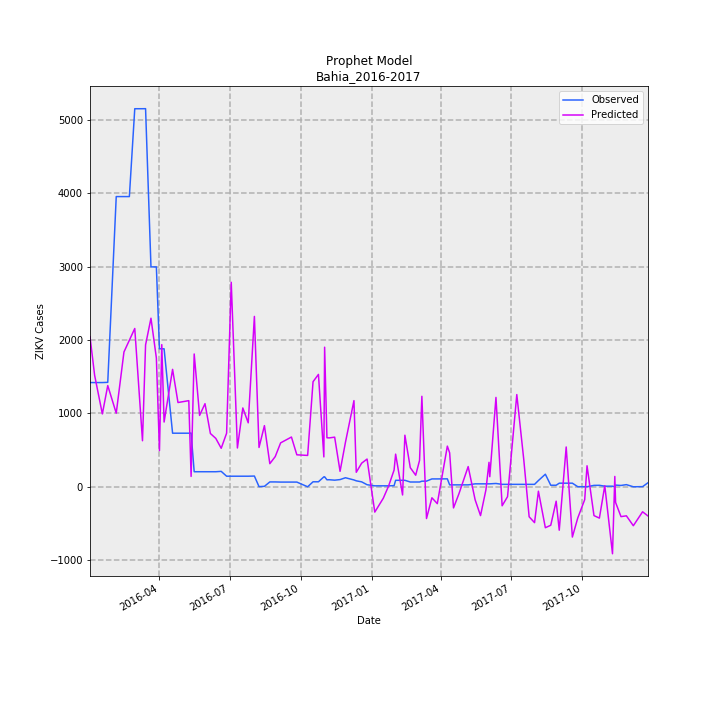 Prophet Model
Bahia_2016-2017
Observed
Predicted
5000
4000
3000
2000
1000
0
−1000
ZIKV Cases
2016-04
2016-07
2016-10
2017-01
2017-04
2017-07
2017-10
Date